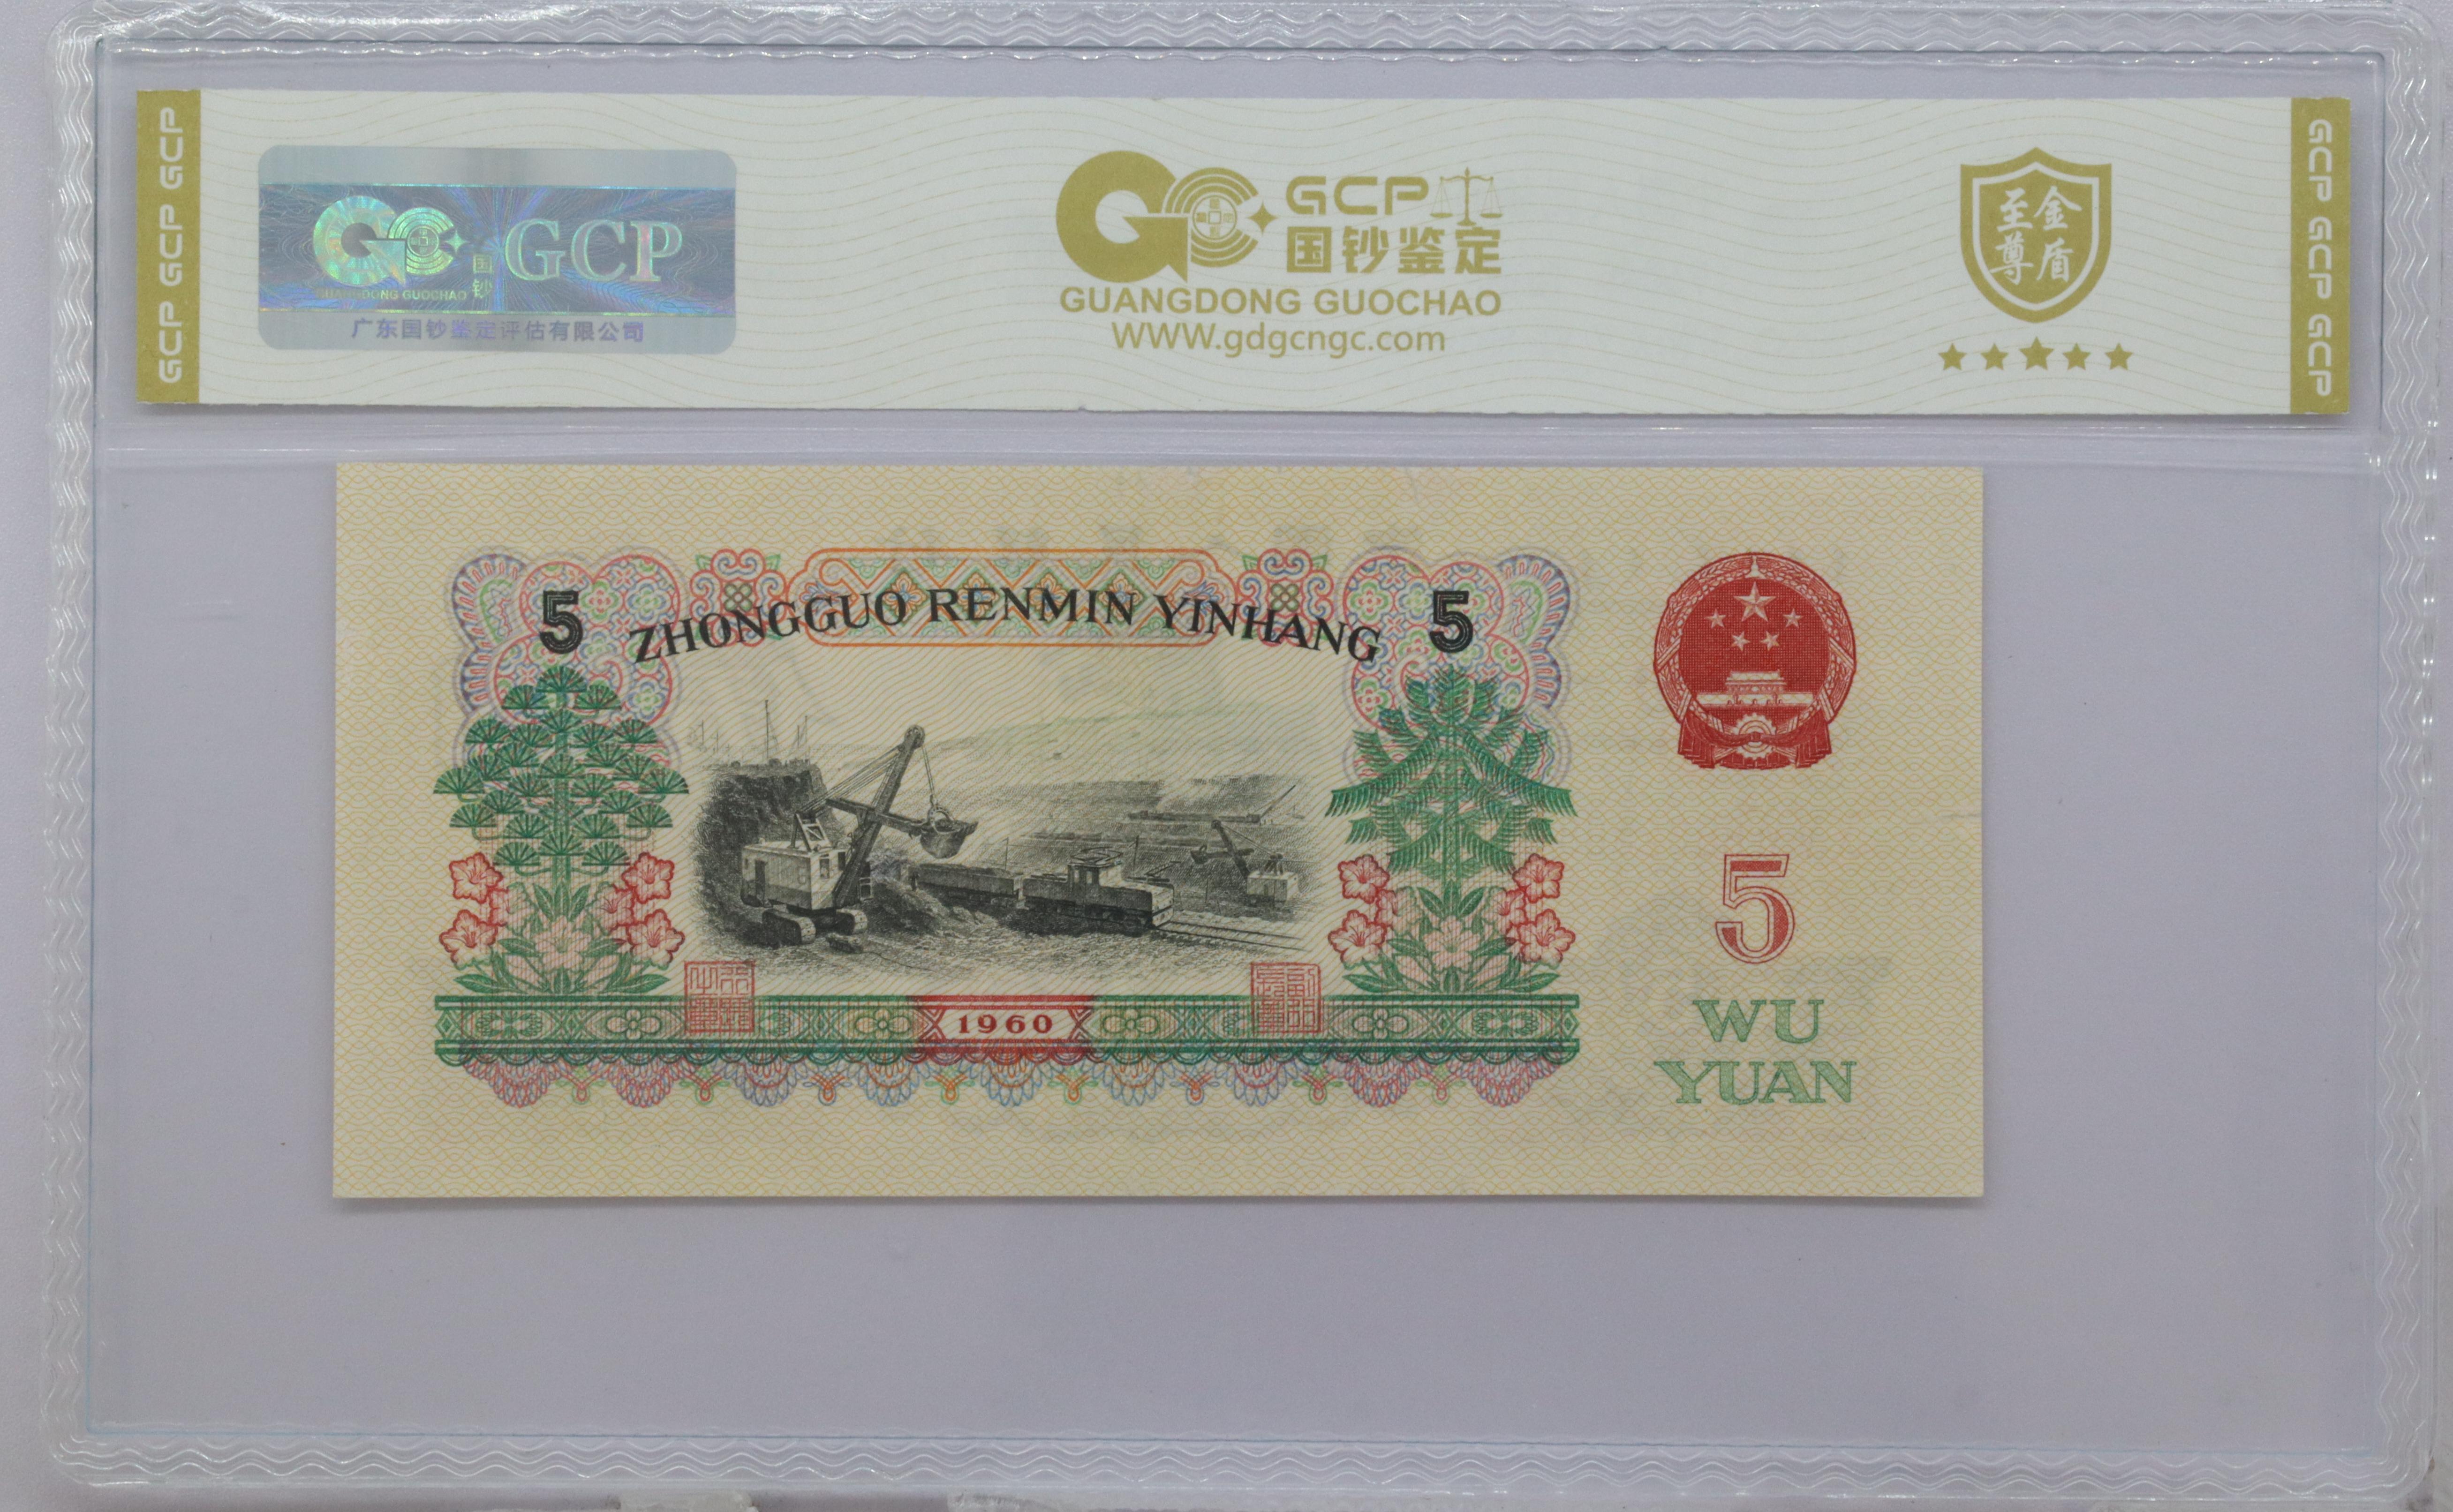 GCP GCP GCP
GUANGDONG GUOCHAO
国钞
GCP
广东国钞鉴定评估有限公司
GCP
国钞鉴定
GUANGDONG GUOCHAO
WWW.gdgcngc.com
至尊
金盾
GCP GCP GCP
5
ZHONGGUO RENMIN YINHANG
5
1960
5
WU
YUAN